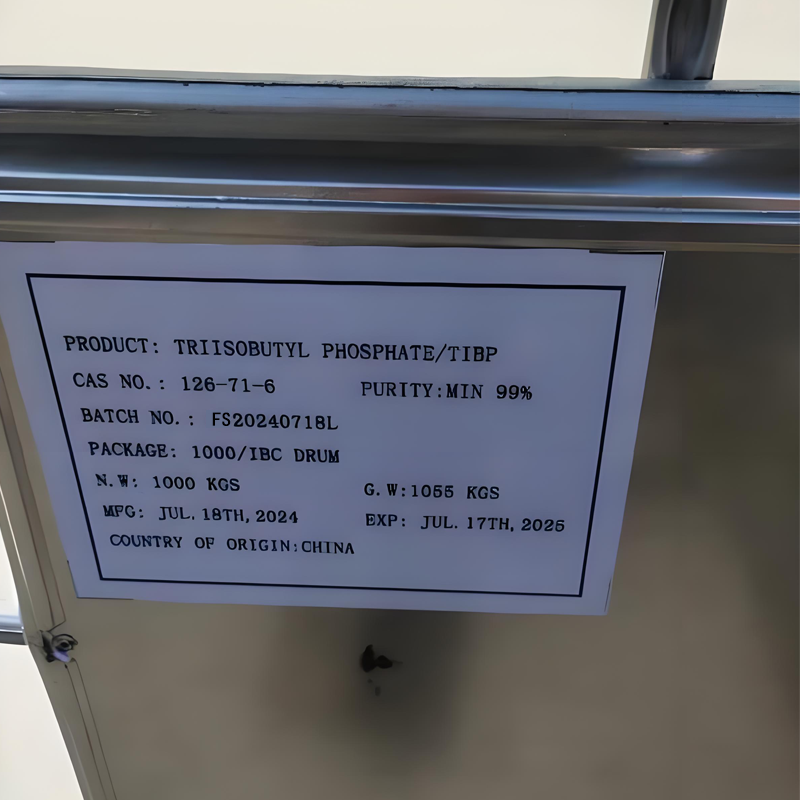 PRODUCT: TRIISOBUTYL PHOSPHATE/TIBP
CAS NO.: 126-71-6 PURITY:MIN 99%
BATCH NO.: FS20240718L
PACKAGE: 1000/IBC DRUM
N.W: 1000 KGS G.W:1055 KGS
MFG: JUL.18TH,2024 EXP: JUL.17TH,2025
COUNTRY OF ORIGIN:CHINA